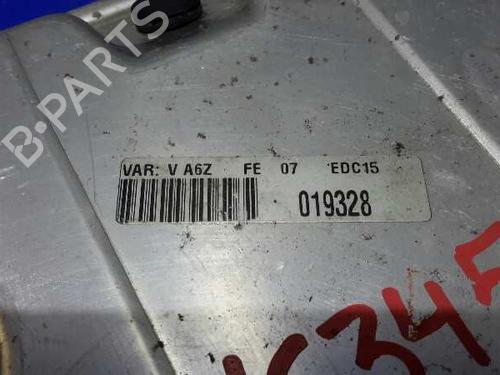 B-PARTS
VAR: V A6Z FE 07 EDC15
019328